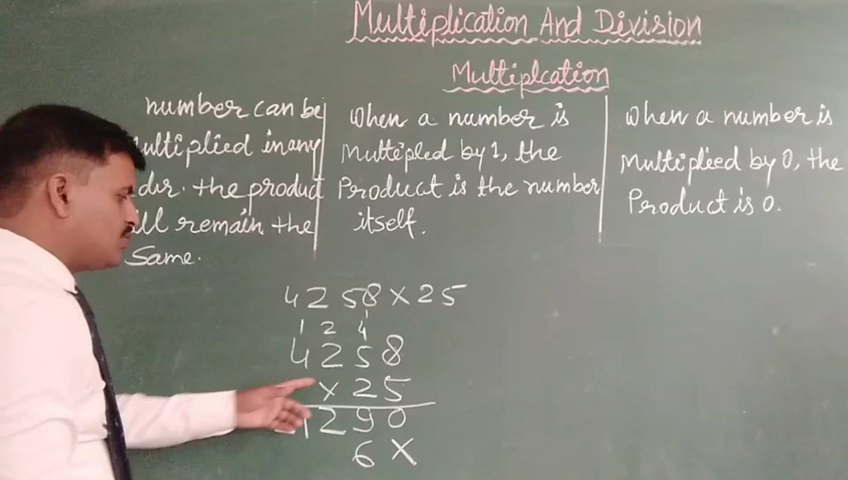 Multiplication And Division
Multiplcation
number can be
ultiplied in any
der. the product
ll remain the
Same.
When a number is
Multipled by 1, the
Product is the number
itself.
When a number is
Multiplied by 0, the
Product is 0.
4258×25
1 2 4
4258
×25
1290
6×